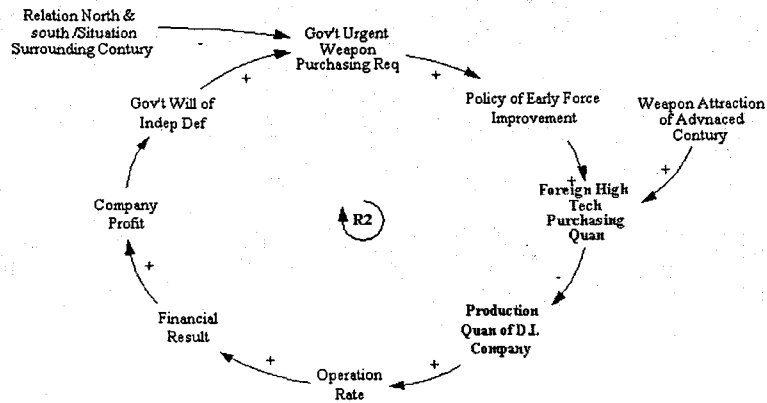 Relation North &
south /Situation
Surrounding Contury
-
Gov't Urgent
Weapon
Purchasing Req
+
+
Gov't Will of
Indep Def
Policy of Early Force
Improvement
Weapon Attraction
of Advnaced
Contury
+
+
Foreign High
Tech
Purchasing
Quan
Company
Profit
R2
-
+
Production
Quan of D.I.
Company
Financial
Result
+
+
Operation
Rate